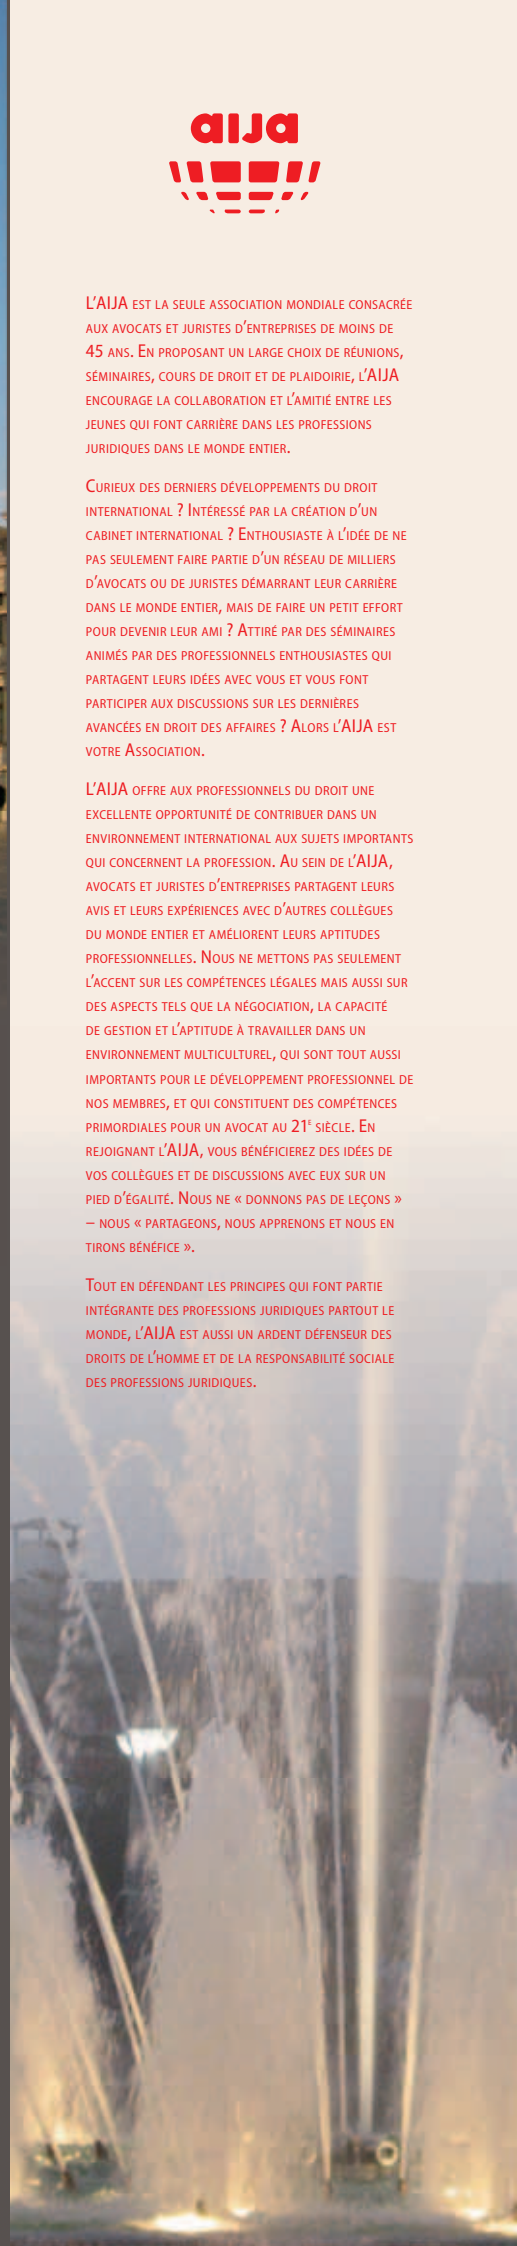 aija
L'AIJA est la seule association mondiale consacrée
aux avocats et juristes d'entreprises de moins de
45 ans. En proposant un large choix de réunions,
séminaires, cours de droit et de plaidoirie, l'AIJA
encourage la collaboration et l'amitié entre les
jeunes qui font carrière dans les professions
juridiques dans le monde entier.
Curieux des derniers développements du droit
international ? Intéressé par la création d'un
cabinet international ? Enthousiaste à l'idée de ne
pas seulement faire partie d'un réseau de milliers
d'avocats ou de juristes démarrant leur carrière
dans le monde entier, mais de faire un petit effort
pour devenir leur ami ? Attiré par des séminaires
animés par des professionnels enthousiastes qui
partagent leurs idées avec vous et vous font
participer aux discussions sur les dernières
avancées en droit des affaires ? Alors l'AIJA est
votre Association.
L'AIJA offre aux professionnels du droit une
excellente opportunité de contribuer dans un
environnement international aux sujets importants
qui concernent la profession. Au sein de l'AIJA,
avocats et juristes d'entreprises partagent leurs
avis et leurs expériences avec d'autres collègues
du monde entier et améliorent leurs aptitudes
professionnelles. Nous ne mettons pas seulement
l'accent sur les compétences légales mais aussi sur
des aspects tels que la négociation, la capacité
de gestion et l'aptitude à travailler dans un
environnement multiculturel, qui sont tout aussi
importants pour le développement professionnel de
nos membres, et qui constituent des compétences
primordiales pour un avocat au 21e siècle. En
rejoignant l'AIJA, vous bénéficierez des idées de
vos collègues et de discussions avec eux sur un
pied d'égalité. Nous ne « donnons pas de leçons »
– nous « partageons, nous apprenons et nous en
tirons bénéfice ».
Tout en défendant les principes qui font partie
intégrante des professions juridiques partout le
monde, l'AIJA est aussi un ardent défenseur des
droits de l'homme et de la responsabilité sociale
des professions juridiques.